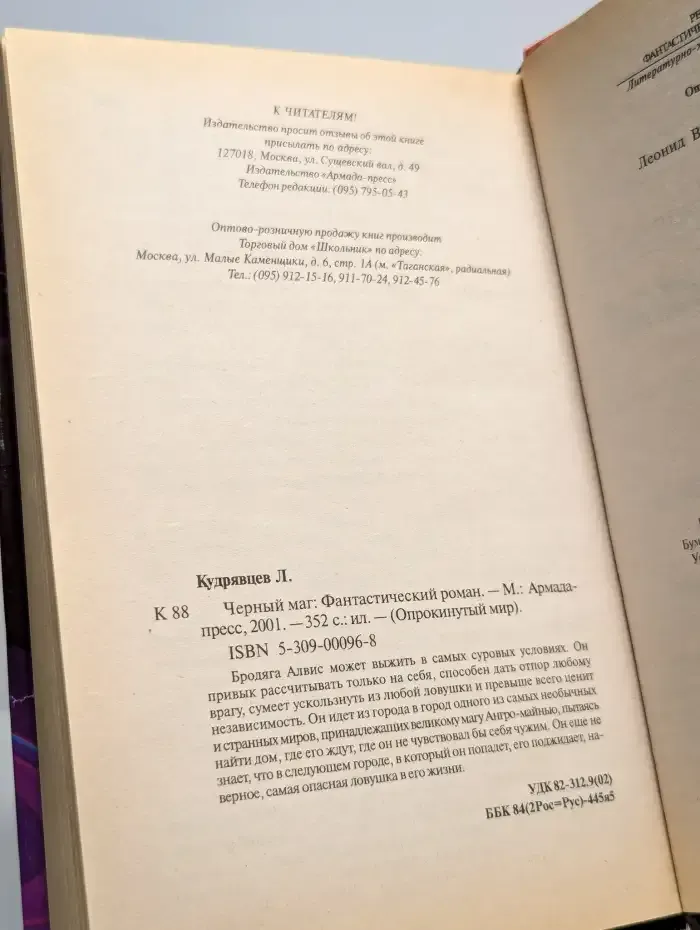 К ЧИТАТЕЛЯМ!
Издательство просит отзывы об этой книге
присылать по адресу:
127018, Москва, ул. Сущевский вал, д. 49
Издательство «Армада-пресс»
Телефон редакции: (095) 795-05-43
Оптово-розничную продажу книг производит
Торговый дом «Школьник» по адресу:
Москва, ул. Малые Каменщики, д. 6, стр. 1А (м. «Таганская», радиальная)
Тел.: (095) 912-15-16, 911-70-24, 912-45-76
Кудрявцев Л.
К 88 Черный маг: Фантастический роман. — М.: Армада-
пресс, 2001. — 352 с.: ил. — (Опрокинутый мир).
ISBN 5-309-00096-8
Бродяга Алвис может выжить в самых суровых условиях. Он
привык рассчитывать только на себя, способен дать отпор любому
врагу, сумеет ускользнуть из любой ловушки и превыше всего ценит
независимость. Он идет из города в город одного из самых необычных
и странных миров, принадлежащих великому магу Ангро-майнью, пытаясь
найти дом, где его ждут, где он не чувствовал бы себя чужим. Он еще не
знает, что в следующем городе, в который он попадет, его поджидает, на-
верное, самая опасная ловушка в его жизни.
УДК 82-312.9(02)
ББК 84(2Рос=Рус)-445я5
ФАНТАСТИЧЕ
Литературно-
Оп
Леонид В
Бум